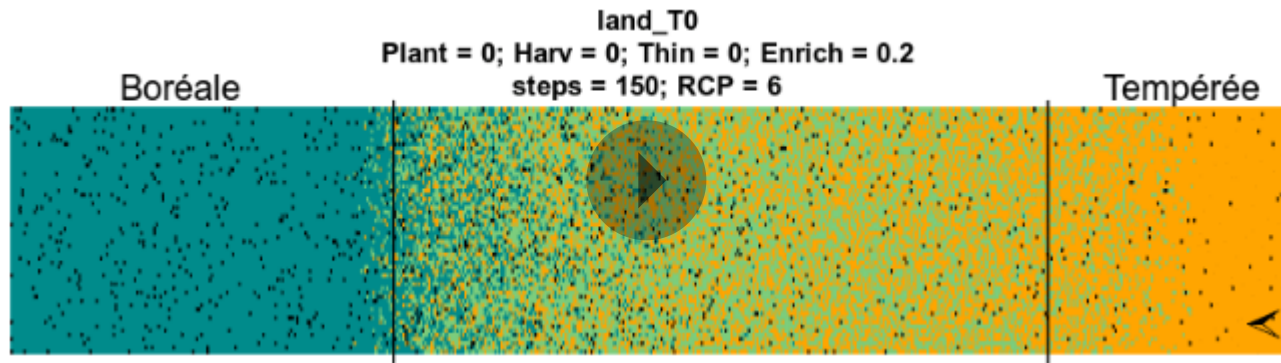 land_T0
Plant = 0; Harv = 0; Thin = 0; Enrich = 0.2
steps = 150; RCP = 6
Boréale
Tempérée